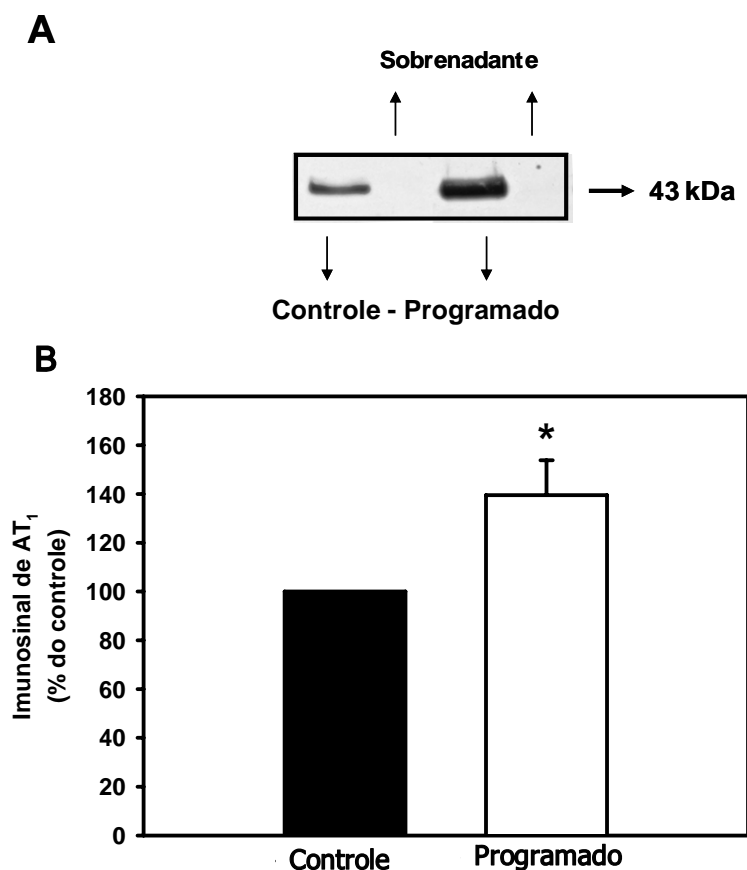 A
Sobrenadante
43 kDa
Controle - Programado
B
180
160
140
120
100
80
60
40
20
0
Imunosinal de AT₁
(% do controle)
*
Controle
Programado